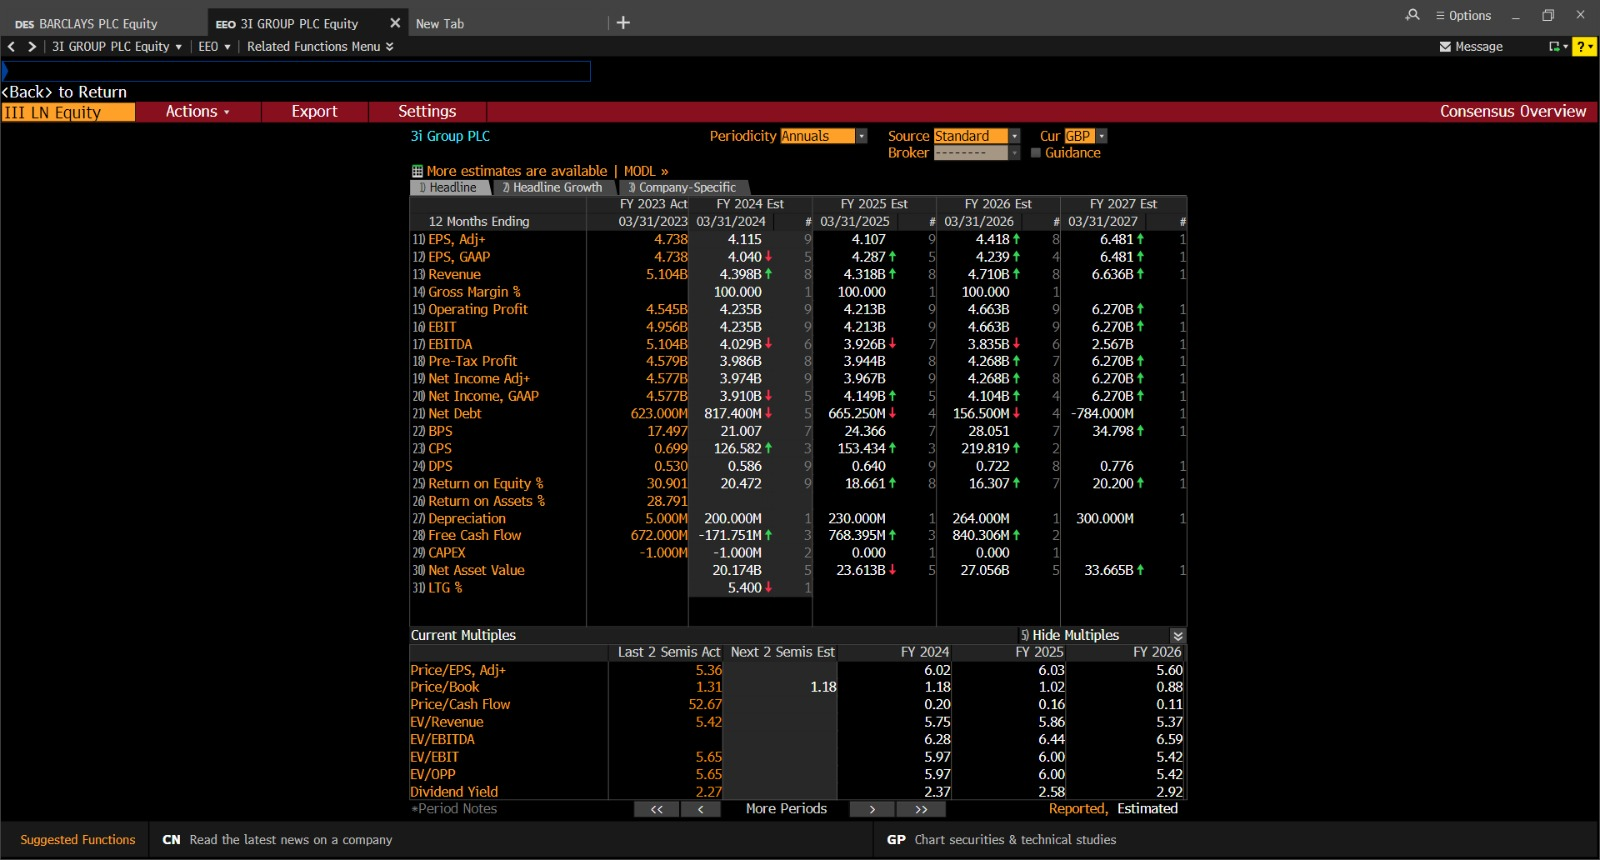 DES BARCLAYS PLC Equity EEO 3I GROUP PLC Equity ✕ New Tab + Options
< > 3I GROUP PLC Equity ▾ EEO ▾ Related Functions Menu Message ?
<Back> to Return
III LN Equity Actions Export Settings Consensus Overview
3i Group PLC Periodicity Annuals Source Standard Cur GBP
Broker -------- Guidance
More estimates are available | MODL »
1) Headline 2) Headline Growth 3) Company-Specific
FY 2023 Act FY 2024 Est FY 2025 Est FY 2026 Est FY 2027 Est
12 Months Ending 03/31/2023 03/31/2024 # 03/31/2025 # 03/31/2026 # 03/31/2027 #
11) EPS, Adj+ 4.738 4.115 9 4.107 9 4.418 ↑ 8 6.481 ↑ 1
12) EPS, GAAP 4.738 4.040 ↓ 5 4.287 ↑ 5 4.239 ↑ 4 6.481 ↑ 1
13) Revenue 5.104B 4.398B ↑ 8 4.318B ↑ 8 4.710B ↑ 8 6.636B ↑ 1
14) Gross Margin % 100.000 1 100.000 1 100.000 1
15) Operating Profit 4.545B 4.235B 9 4.213B 9 4.663B 9 6.270B ↑ 1
16) EBIT 4.956B 4.235B 9 4.213B 9 4.663B 9 6.270B ↑ 1
17) EBITDA 5.104B 4.029B ↓ 6 3.926B ↓ 7 3.835B ↓ 6 2.567B 1
18) Pre-Tax Profit 4.579B 3.986B 8 3.944B 8 4.268B ↑ 7 6.270B ↑ 1
19) Net Income Adj+ 4.577B 3.974B 9 3.967B 9 4.268B ↑ 8 6.270B ↑ 1
20) Net Income, GAAP 4.577B 3.910B ↓ 5 4.149B ↑ 5 4.104B ↑ 4 6.270B ↑ 1
21) Net Debt 623.000M 817.400M ↓ 5 665.250M ↓ 4 156.500M ↓ 4 -784.000M 1
22) BPS 17.497 21.007 7 24.366 7 28.051 7 34.798 ↑ 1
23) CPS 0.699 126.582 ↑ 3 153.434 ↑ 3 219.819 ↑ 2
24) DPS 0.530 0.586 9 0.640 9 0.722 8 0.776 1
25) Return on Equity % 30.901 20.472 9 18.661 ↑ 8 16.307 ↑ 7 20.200 ↑ 1
26) Return on Assets % 28.791
27) Depreciation 5.000M 200.000M 1 230.000M 1 264.000M 1 300.000M 1
28) Free Cash Flow 672.000M -171.751M ↑ 3 768.395M ↑ 3 840.306M ↑ 2
29) CAPEX -1.000M -1.000M 2 0.000 1 0.000 1
30) Net Asset Value 20.174B 5 23.613B ↓ 5 27.056B 5 33.665B ↑ 1
31) LTG % 5.400 ↓ 1
Current Multiples 5) Hide Multiples
Last 2 Semis Act Next 2 Semis Est FY 2024 FY 2025 FY 2026
Price/EPS, Adj+ 5.36 6.02 6.03 5.60
Price/Book 1.31 1.18 1.18 1.02 0.88
Price/Cash Flow 52.67 0.20 0.16 0.11
EV/Revenue 5.42 5.75 5.86 5.37
EV/EBITDA 6.28 6.44 6.59
EV/EBIT 5.65 5.97 6.00 5.42
EV/OPP 5.65 5.97 6.00 5.42
Dividend Yield 2.27 2.37 2.58 2.92
*Period Notes << < More Periods > >> Reported, Estimated
Suggested Functions CN Read the latest news on a company GP Chart securities & technical studies